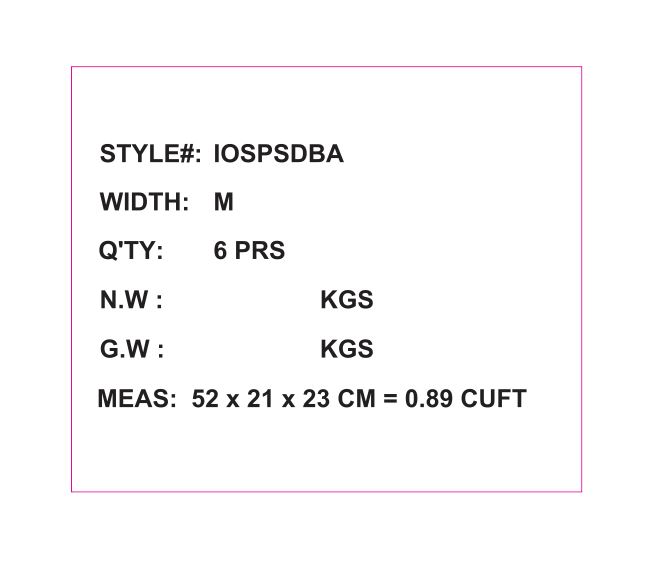 STYLE#: IOSPSDBA
WIDTH: M
Q'TY: 6 PRS
N.W : KGS
G.W : KGS
MEAS: 52 x 21 x 23 CM = 0.89 CUFT